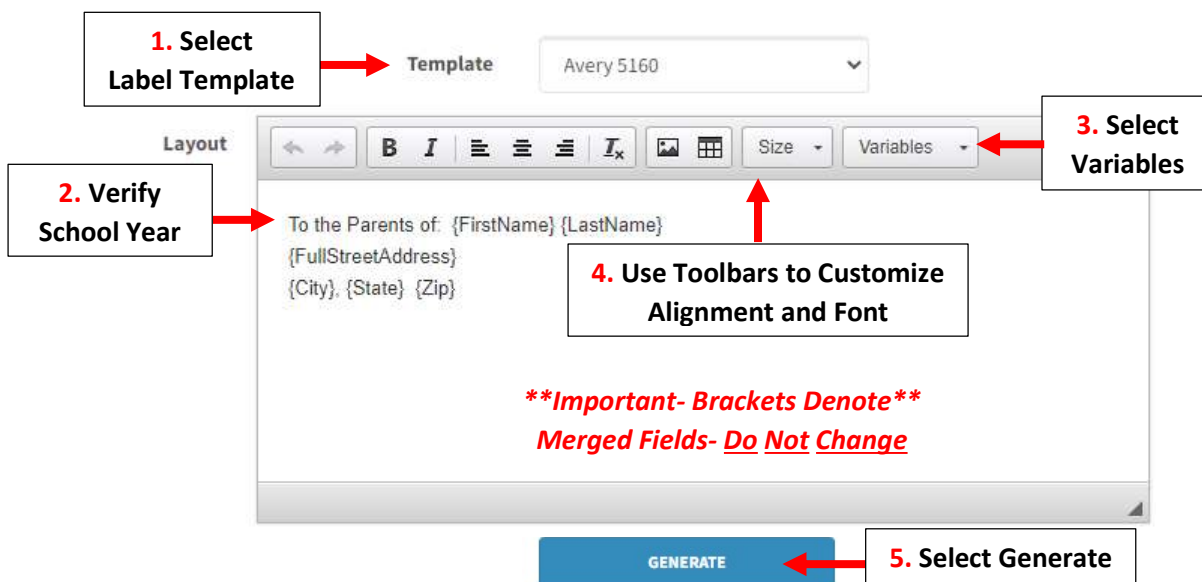 1. Select
Label Template
Template
Avery 5160
Layout
B I Ix
Size
Variables
3. Select
Variables
2. Verify
School Year
To the Parents of: {FirstName} {LastName}
{FullStreetAddress}
{City}, {State} {Zip}
4. Use Toolbars to Customize
Alignment and Font
**Important- Brackets Denote**
Merged Fields- Do Not Change
GENERATE
5. Select Generate